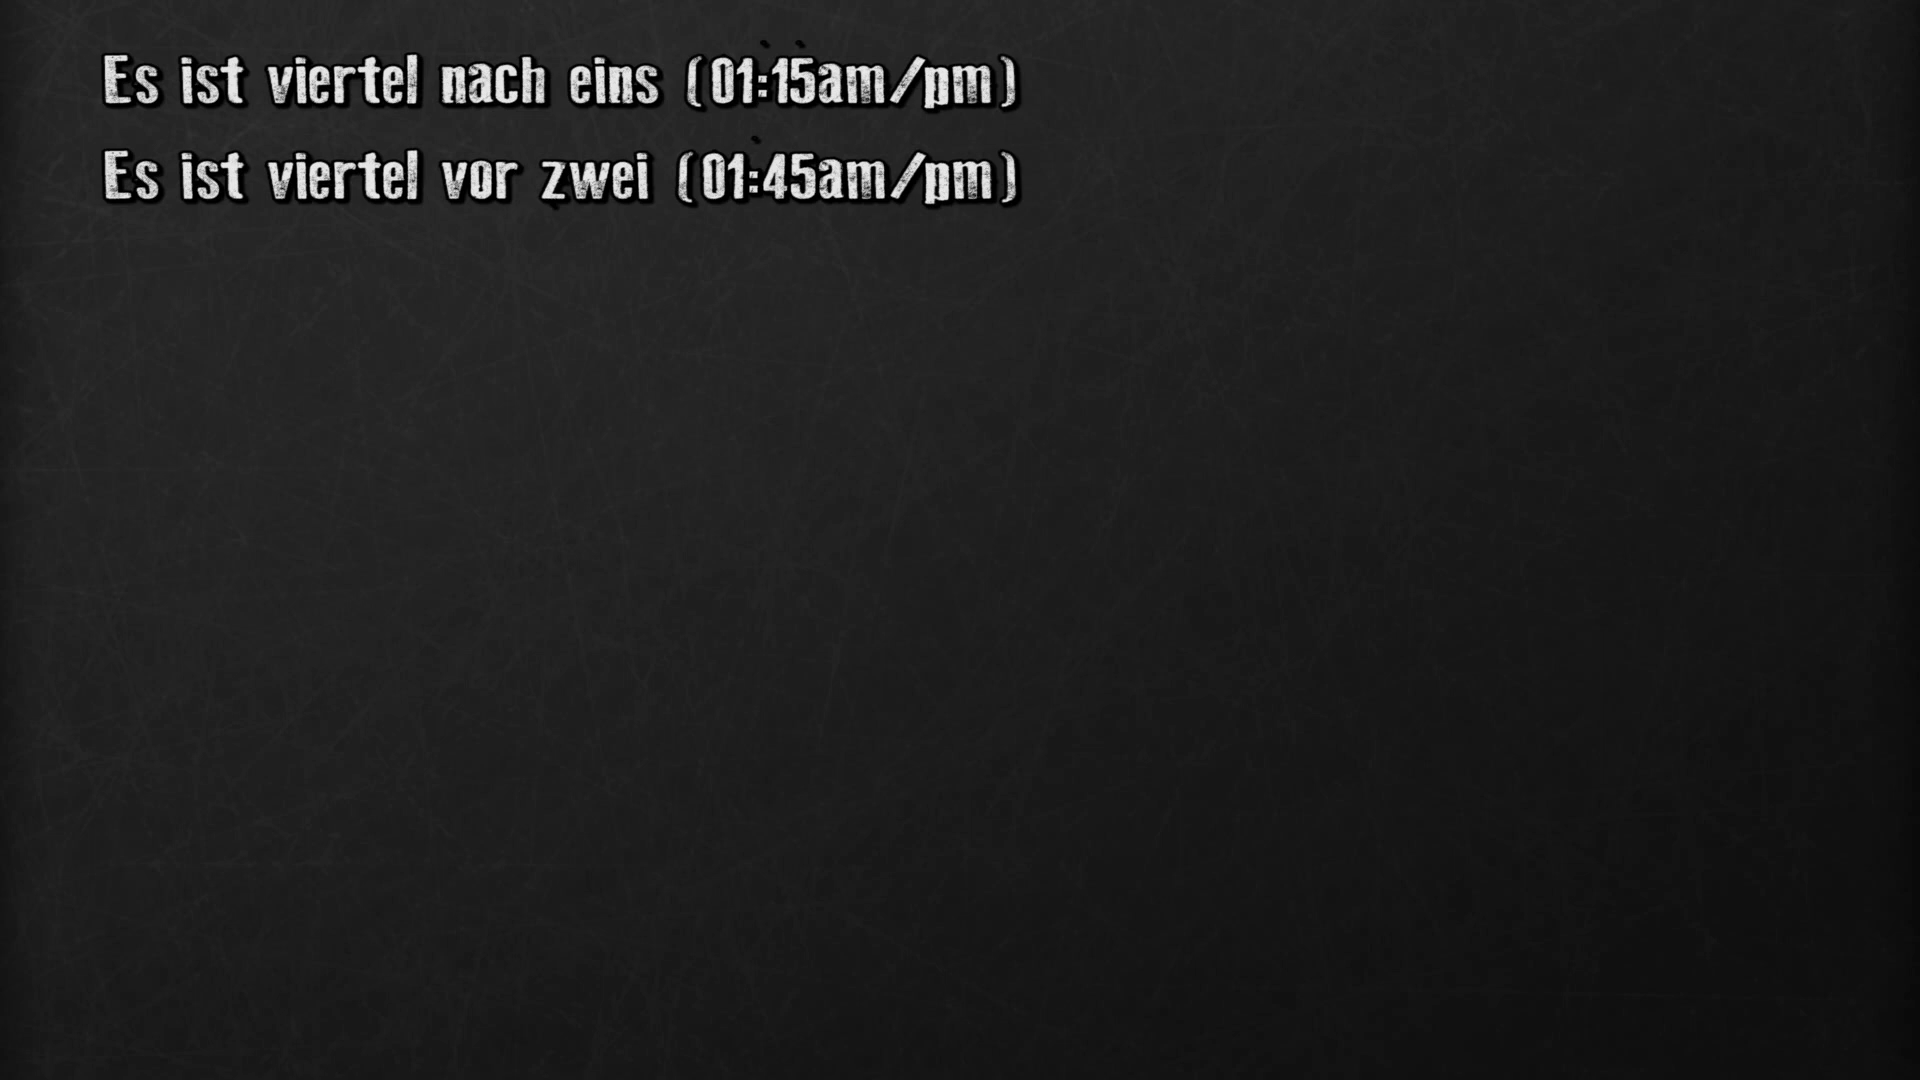 Es ist viertel nach eins (01:15am/pm)
Es ist viertel vor zwei (01:45am/pm)